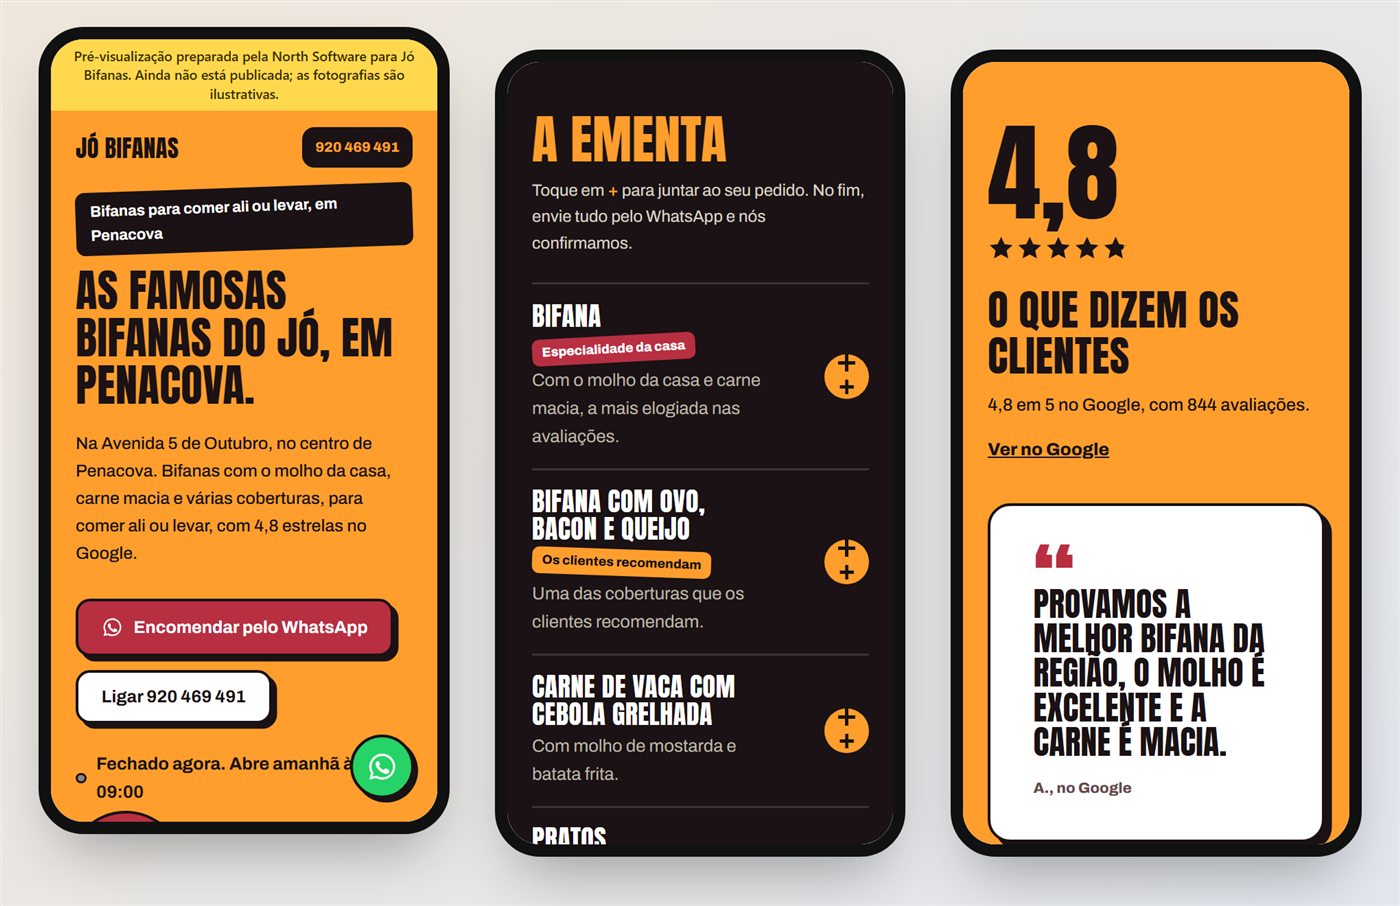 Pré-visualização preparada pela North Software para Jó
Bifanas. Ainda não está publicada; as fotografias são
ilustrativas.
JÓ BIFANAS
920 469 491
Bifanas para comer ali ou levar, em
Penacova
AS FAMOSAS
BIFANAS DO JÓ, EM
PENACOVA.
Na Avenida 5 de Outubro, no centro de
Penacova. Bifanas com o molho da casa,
carne macia e várias coberturas, para
comer ali ou levar, com 4,8 estrelas no
Google.
Encomendar pelo WhatsApp
Ligar 920 469 491
Fechado agora. Abre amanhã à
09:00
A EMENTA
Toque em + para juntar ao seu pedido. No fim,
envie tudo pelo WhatsApp e nós
confirmamos.
BIFANA
Especialidade da casa
Com o molho da casa e carne
macia, a mais elogiada nas
avaliações.
+
+
BIFANA COM OVO,
BACON E QUEIJO
Os clientes recomendam
Uma das coberturas que os
clientes recomendam.
+
+
CARNE DE VACA COM
CEBOLA GRELHADA
Com molho de mostarda e
batata frita.
+
+
PRATOS
4,8
★★★★★
O QUE DIZEM OS
CLIENTES
4,8 em 5 no Google, com 844 avaliações.
Ver no Google
“
PROVAMOS A
MELHOR BIFANA DA
REGIÃO, O MOLHO É
EXCELENTE E A
CARNE É MACIA.
A., no Google